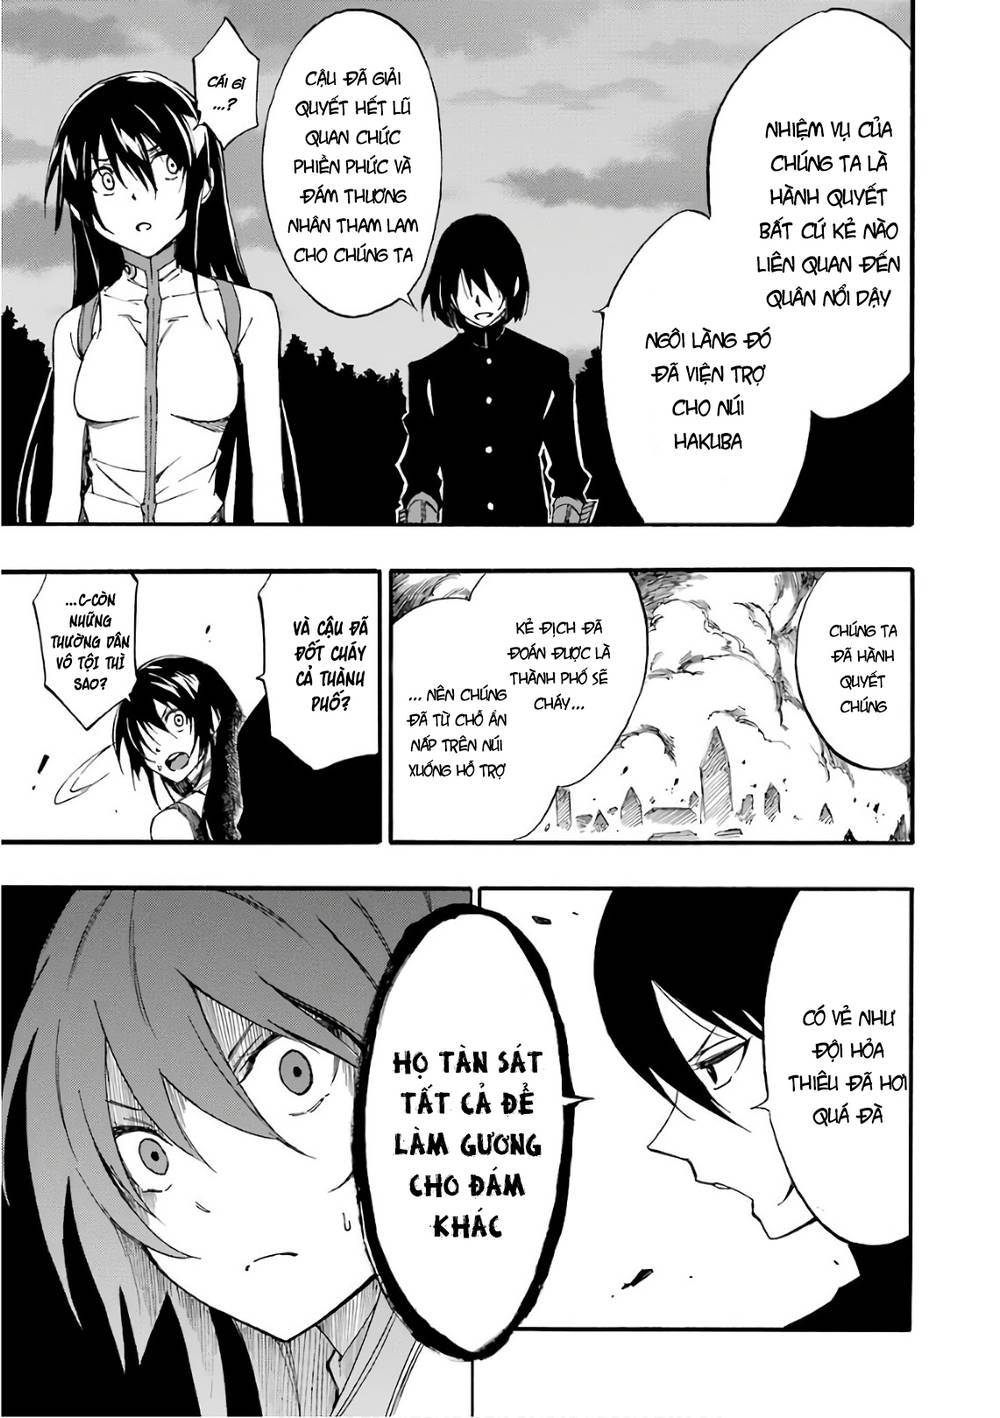 NHIỆM VỤ CỦA
CHÚNG TA LÀ
HÀNH QUYẾT
BẤT CỨ KẺ NÀO
LIÊN QUAN ĐẾN
QUÂN NỔI DẬY
NGÔI LÀNG ĐÓ
ĐÃ VIỆN TRỢ
CHO NÚI
HAKUBA
CẬU ĐÃ GIẢI
QUYẾT HẾT LŨ
QUAN CHỨC
PHIỀN PHỨC VÀ
ĐÁM THƯƠNG
NHÂN THAM LAM
CHO CHÚNG TA
CÁI GÌ
...?
CHÚNG TA
ĐÃ HÀNH
QUYẾT
CHÚNG
KẺ ĐỊCH ĐÃ
ĐOÁN ĐƯỢC LÀ
THÀNH PHỐ SẼ
CHÁY...
... NÊN CHÚNG
ĐÃ TỪ CHỖ ẨN
NẤP TRÊN NÚI
XUỐNG HỖ TRỢ
VÀ CẬU ĐÃ
ĐỐT CHÁY
CẢ THÀNH
PHỐ?
...C-CÒN
NHỮNG
THƯỜNG DÂN
VÔ TỘI THÌ
SAO?
CÓ VẺ NHƯ
ĐỘI HỎA
THIÊU ĐÃ HƠI
QUÁ ĐÀ
HỌ TÀN SÁT
TẤT CẢ ĐỂ
LÀM GƯƠNG
CHO ĐÁM
KHÁC